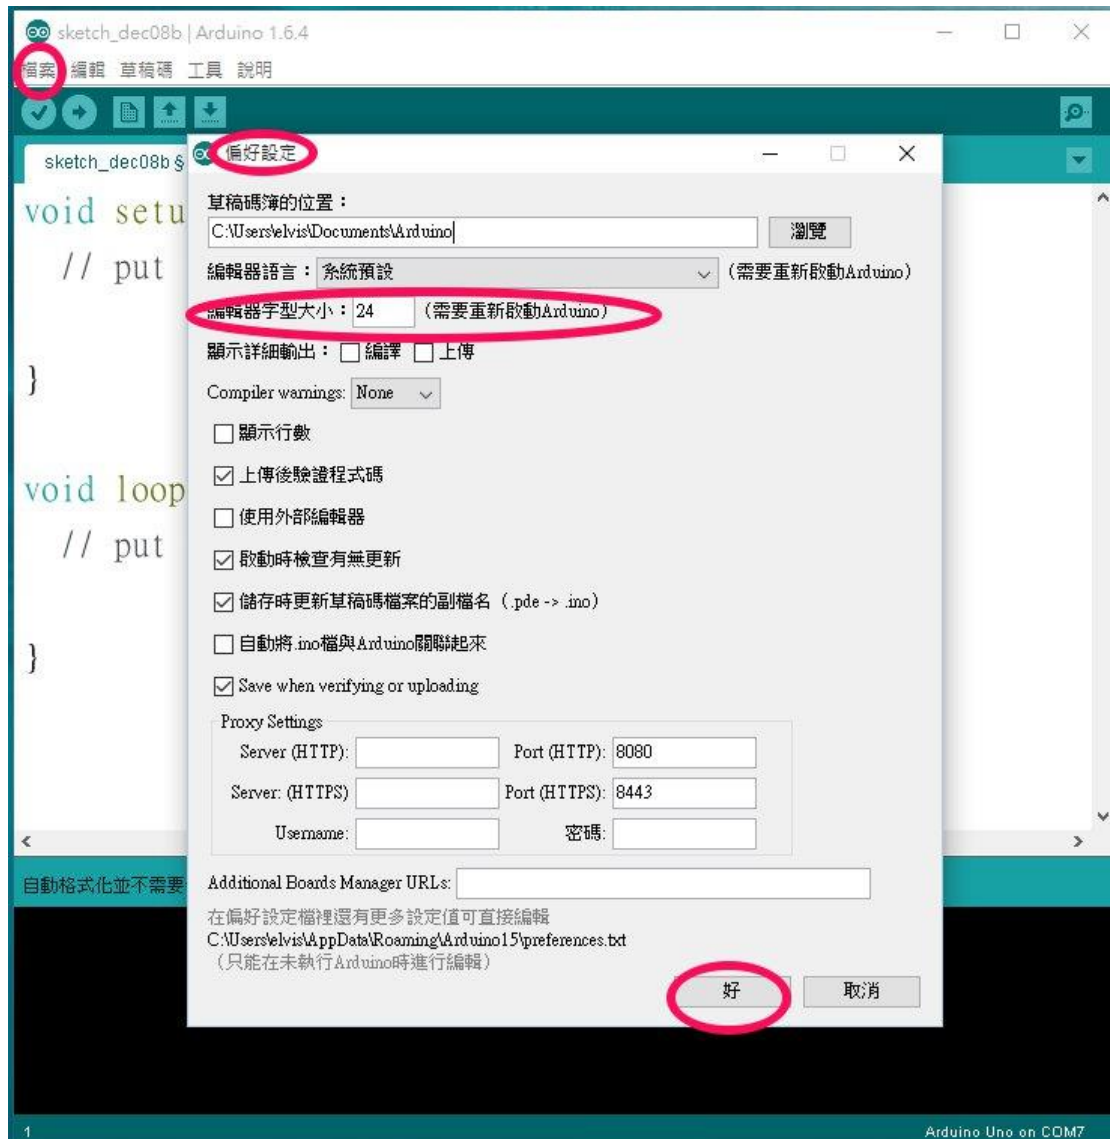 sketch_dec08b | Arduino 1.6.4
檔案 編輯 草稿碼 工具 說明
sketch_dec08b §
偏好設定
void setu
// put
}
void loop
// put
}
草稿碼簿的位置：
C:\Users\elvis\Documents\Arduino
瀏覽
編輯器語言： 系統預設 (需要重新啟動Arduino)
編輯器字型大小： 24 (需要重新啟動Arduino)
顯示詳細輸出： 編譯 上傳
Compiler warnings: None
顯示行數
上傳後驗證程式碼
使用外部編輯器
啟動時檢查有無更新
儲存時更新草稿碼檔案的副檔名（.pde -> .ino）
自動將.ino檔與Arduino關聯起來
Save when verifying or uploading
Proxy Settings
Server (HTTP): Port (HTTP): 8080
Server: (HTTPS) Port (HTTPS): 8443
Username: 密碼:
Additional Boards Manager URLs:
自動格式化並不需要
在偏好設定檔裡還有更多設定值可直接編輯
C:\Users\elvis\AppData\Roaming\Arduino15\preferences.txt
（只能在未執行Arduino時進行編輯）
好 取消
1 Arduino Uno on COM7